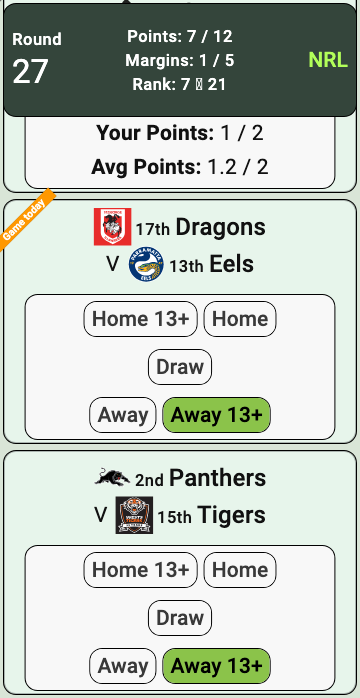 Round
27
Points: 7 / 12
Margins: 1 / 5
Rank: 7 21
NRL
Your Points: 1 / 2
Avg Points: 1.2 / 2
Game today
17th Dragons
V 13th Eels
Home 13+ Home
Draw
Away Away 13+
2nd Panthers
V 15th Tigers
Home 13+ Home
Draw
Away Away 13+